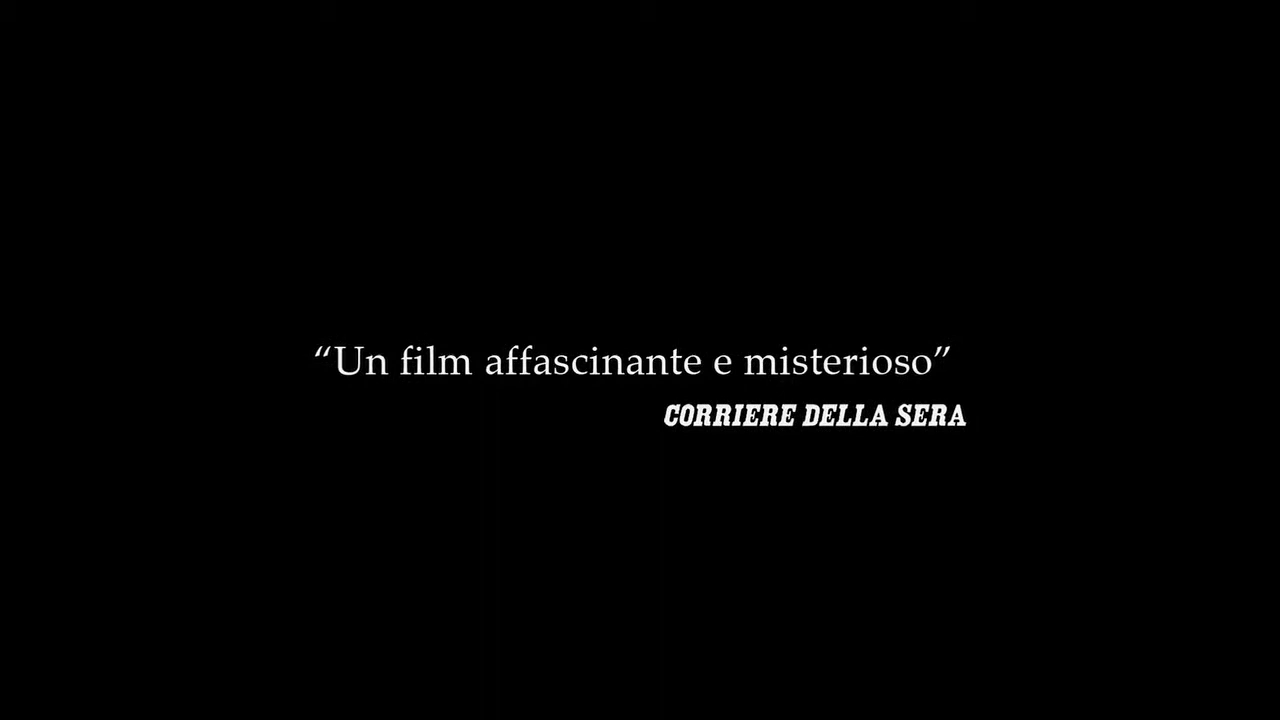 “Un film affascinante e misterioso”
CORRIERE DELLA SERA